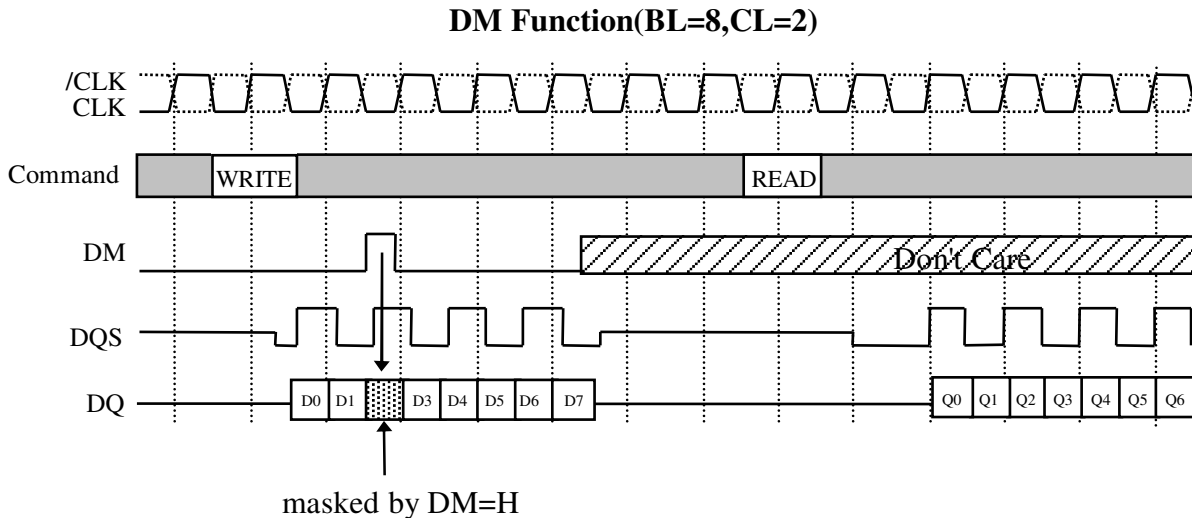 DM Function(BL=8,CL=2)
/CLK
CLK
Command WRITE READ
DM Don't Care
DQS
DQ D0 D1 D3 D4 D5 D6 D7 Q0 Q1 Q2 Q3 Q4 Q5 Q6
masked by DM=H